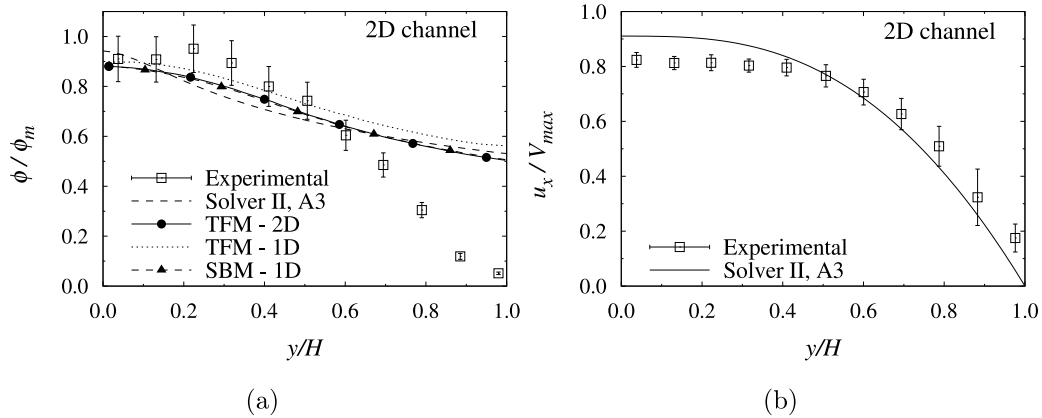 2D channel
ϕ / ϕm
1.0
0.8
0.6
0.4
0.2
0.0
Experimental
Solver II, A3
TFM - 2D
TFM - 1D
SBM - 1D
0.0 0.2 0.4 0.6 0.8 1.0
y/H
(a)
2D channel
ux / Vmax
1.0
0.8
0.6
0.4
0.2
0.0
Experimental
Solver II, A3
0.0 0.2 0.4 0.6 0.8 1.0
y/H
(b)